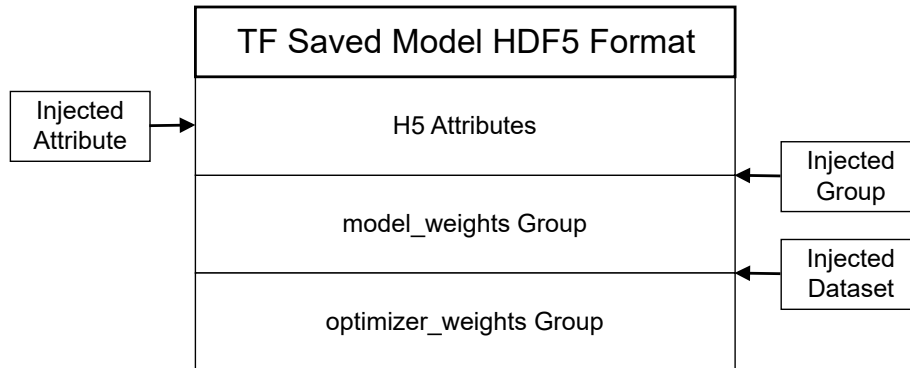 TF Saved Model HDF5 Format
Injected
Attribute
H5 Attributes
Injected
Group
model_weights Group
Injected
Dataset
optimizer_weights Group